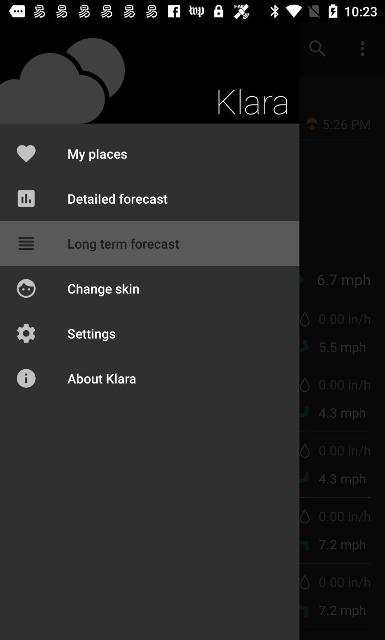 10:23
Klara
5:26 PM
My places
Detailed forecast
Long term forecast
Change skin
Settings
About Klara
6.7 mph
0.00 in/h
5.5 mph
0.00 in/h
4.3 mph
0.00 in/h
4.3 mph
0.00 in/h
7.2 mph
0.00 in/h
7.2 mph